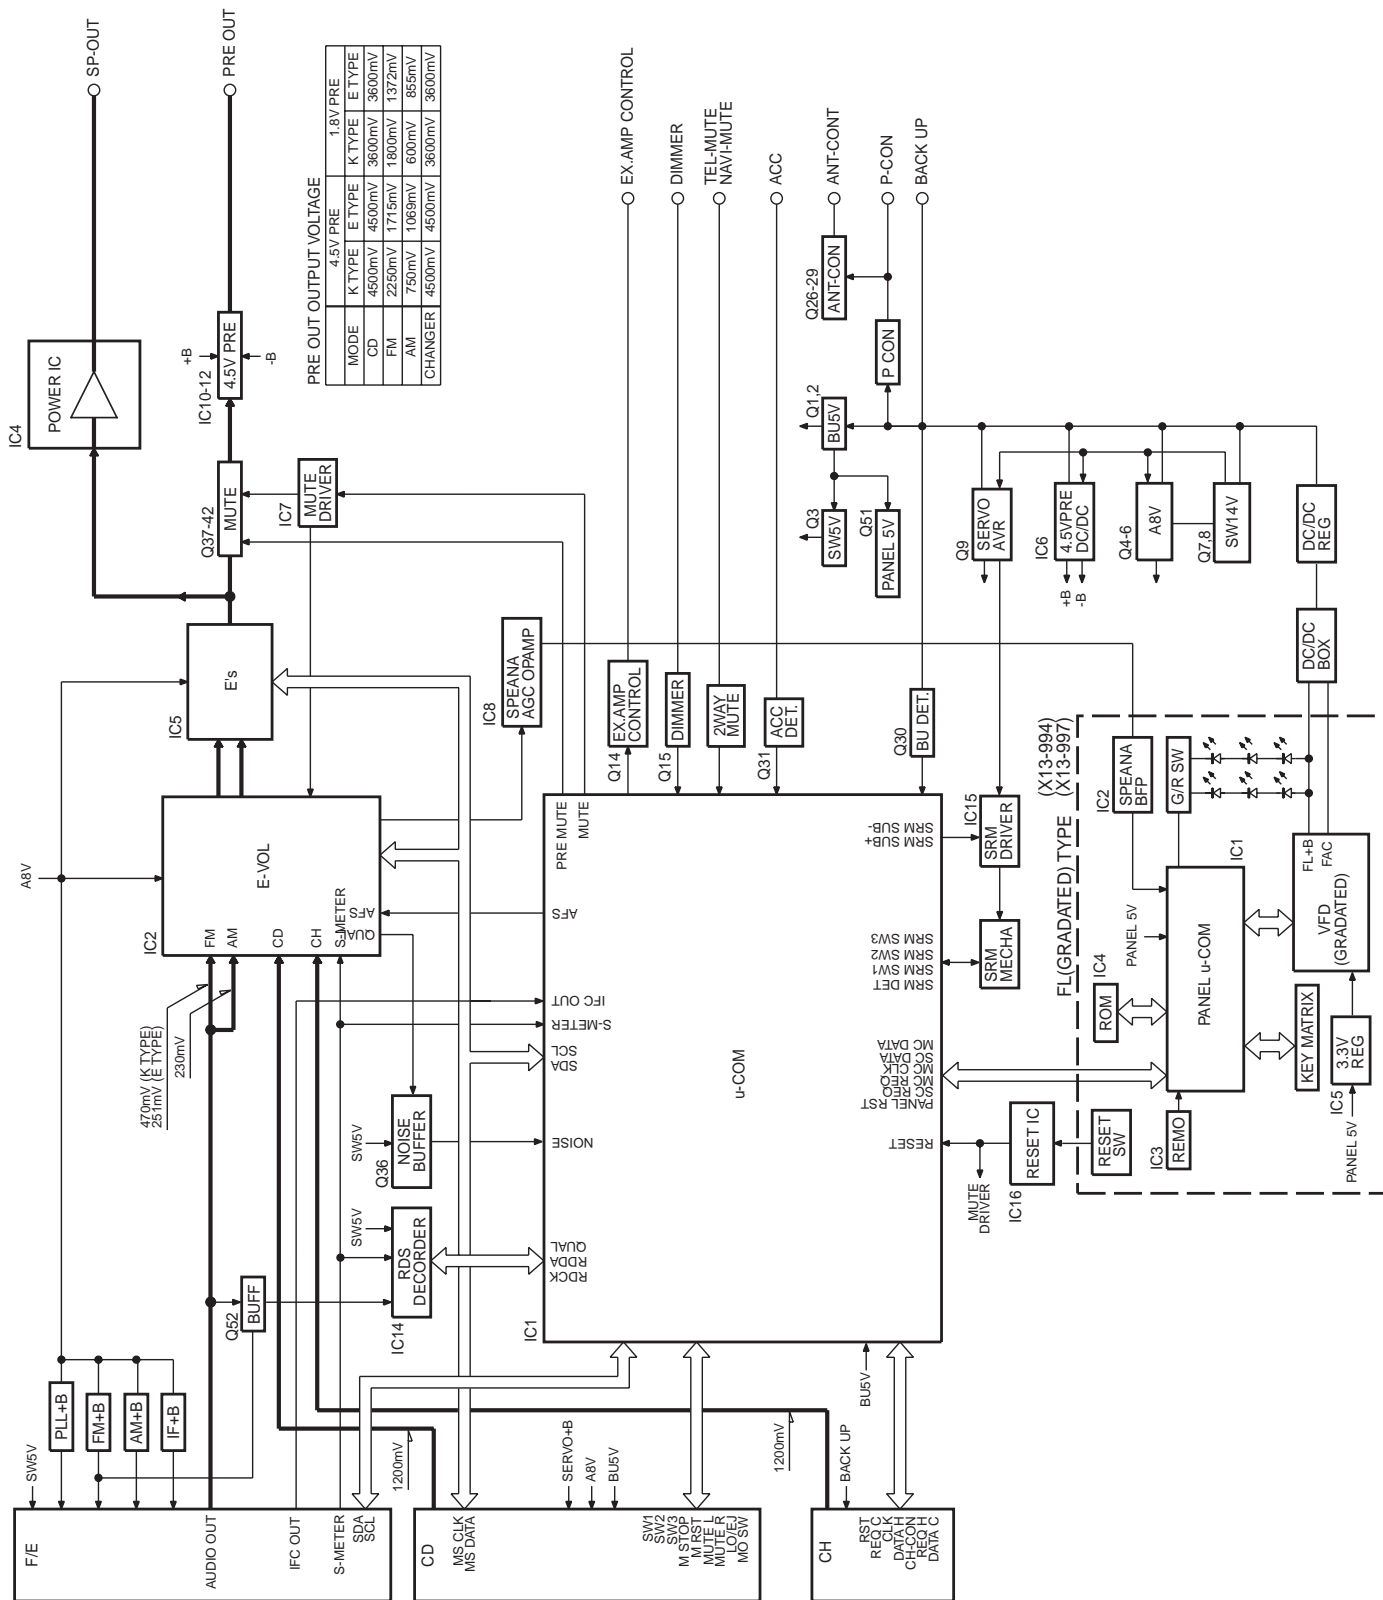 SP-OUT
PRE OUT
IC4
POWER IC
IC10-12
4.5V PRE
+B
-B
PRE OUT OUTPUT VOLTAGE
MODE
4.5V PRE
1.8V PRE
K TYPE
E TYPE
K TYPE
E TYPE
CD
4500mV
4500mV
3600mV
3600mV
FM
2250mV
1715mV
1800mV
1372mV
AM
750mV
1069mV
600mV
855mV
CHANGER
4500mV
4500mV
3600mV
3600mV
Q37-42
MUTE
IC7
MUTE
DRIVER
EX.AMP CONTROL
DIMMER
TEL-MUTE
NAVI-MUTE
ACC
ANT-CONT
P-CON
BACK UP
Q26-29
ANT-CON
P CON
Q1,2
BU5V
Q3
SW5V
Q51
PANEL 5V
Q9
SERVO
AVR
IC6
4.5VPRE
DC/DC
+B
-B
Q4-6
A8V
Q7,8
SW14V
DC/DC
REG
DC/DC
BOX
IC5
E's
IC8
SPEANA
AGC OPAMP
Q14
EX.AMP
CONTROL
Q15
DIMMER
2WAY
MUTE
Q31
ACC
DET.
Q30
BU DET.
A8V
IC2
E-VOL
FM
AM
CD
CH
S-METER
AFS
QUAL
470mV (K TYPE)
251mV (E TYPE)
230mV
PRE MUTE
MUTE
AFS
IFC OUT
S-METER
SCL
SDA
NOISE
QUAL
RDDA
RDCK
IC1
u-COM
SRM SUB-
SRM SUB+
SRM SW3
SRM SW2
SRM SW1
SRM DET
MC DATA
SC DATA
MC CLK
MC REQ
SC REQ
PANEL RST
RESET
IC15
SRM
DRIVER
SRM
MECHA
Q36
NOISE
BUFFER
SW5V
IC14
RDS
DECORDER
SW5V
Q52
BUFF
MUTE
DRIVER
IC16
RESET IC
FL(GRADATED) TYPE
(X13-994)
(X13-997)
IC2
SPEANA
BFP
G/R SW
IC1
PANEL u-COM
PANEL 5V
IC4
ROM
IC3
REMO
RESET
SW
FL+B
FAC
VFD
(GRADATED)
KEY MATRIX
IC5
3.3V
REG
PANEL 5V
PLL+B
FM+B
AM+B
IF+B
SW5V
F/E
AUDIO OUT
IFC OUT
S-METER
SDA
SCL
1200mV
CD
MS CLK
MS DATA
SERVO+B
A8V
BU5V
SW1
SW2
SW3
M STOP
M RST
MUTE L
MUTE R
LO/EJ
MO SW
1200mV
BU5V
BACK UP
CH
RST
REQ C
CLK
DATA H
CH-CON
REQ H
DATA C